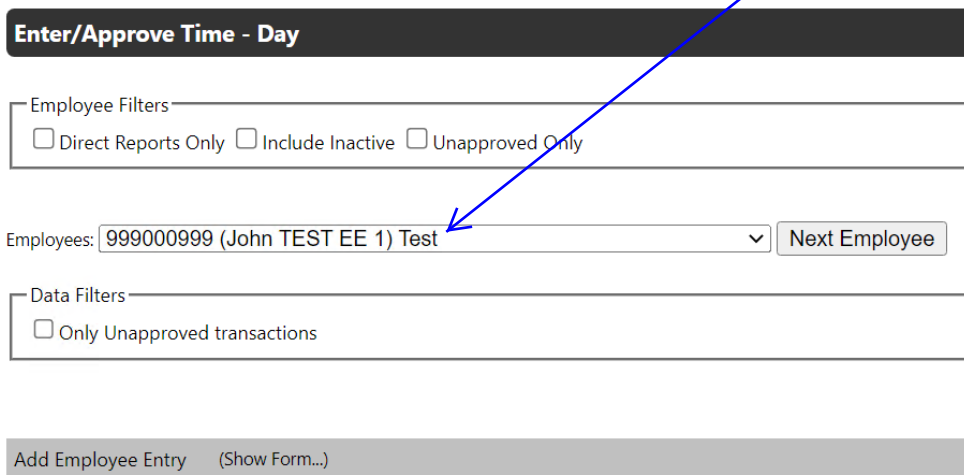 Enter/Approve Time - Day
Employee Filters
Direct Reports Only Include Inactive Unapproved Only
Employees: 999000999 (John TEST EE 1) Test Next Employee
Data Filters
Only Unapproved transactions
Add Employee Entry (Show Form...)